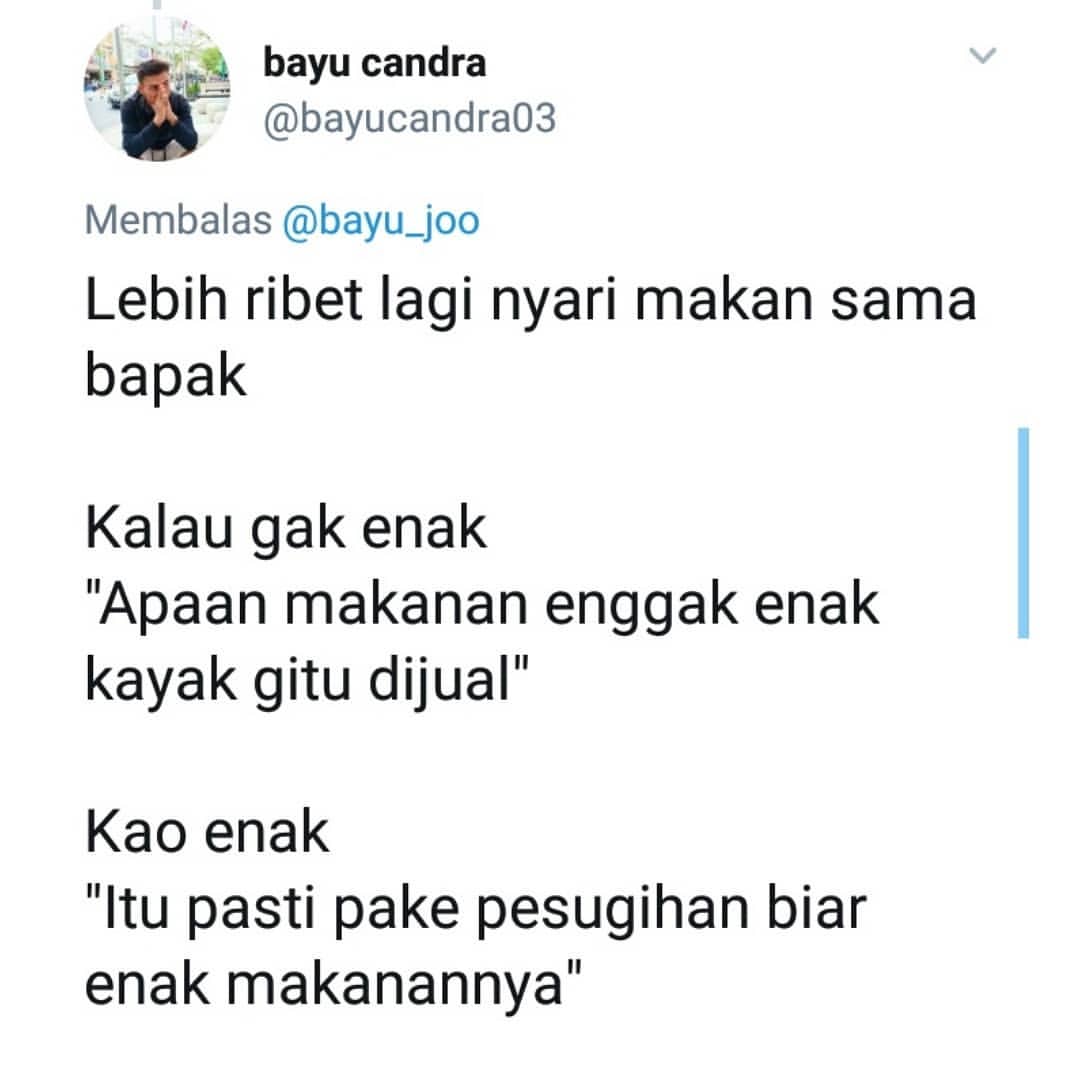 bayu candra
@bayucandra03
Membalas @bayu_joo
Lebih ribet lagi nyari makan sama
bapak
Kalau gak enak
"Apaan makanan enggak enak
kayak gitu dijual"
Kao enak
"Itu pasti pake pesugihan biar
enak makanannya"